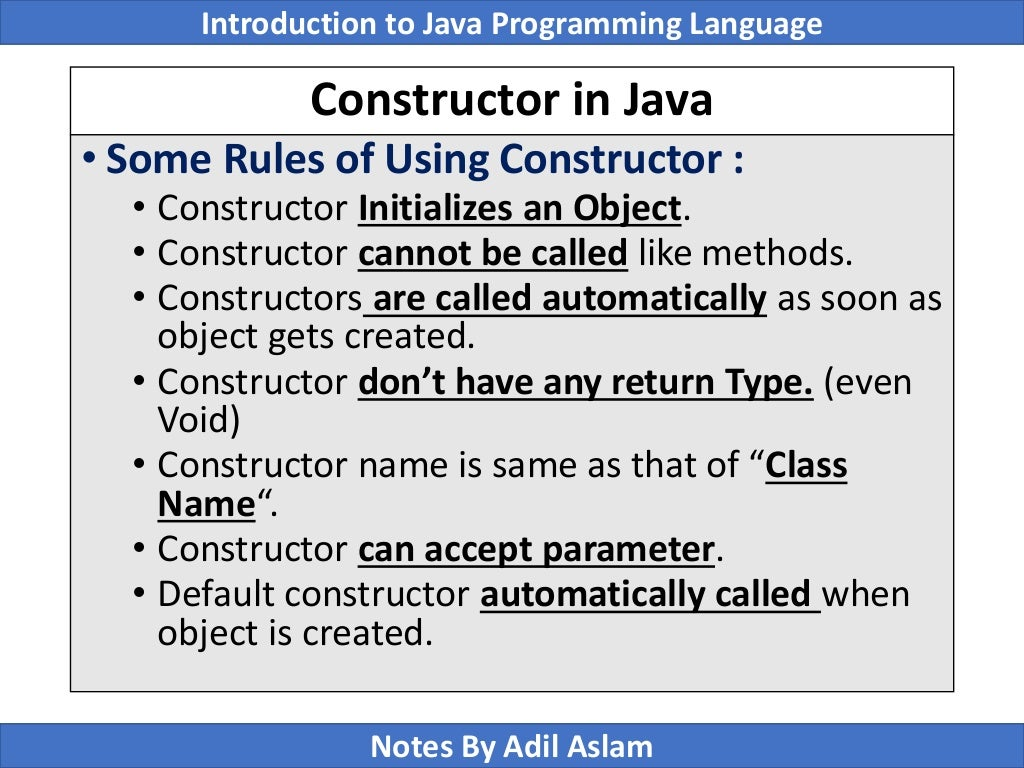 Introduction to Java Programming Language
Constructor in Java
• Some Rules of Using Constructor :
• Constructor Initializes an Object.
• Constructor cannot be called like methods.
• Constructors are called automatically as soon as
object gets created.
• Constructor don’t have any return Type. (even
Void)
• Constructor name is same as that of “Class
Name“.
• Constructor can accept parameter.
• Default constructor automatically called when
object is created.
Notes By Adil Aslam